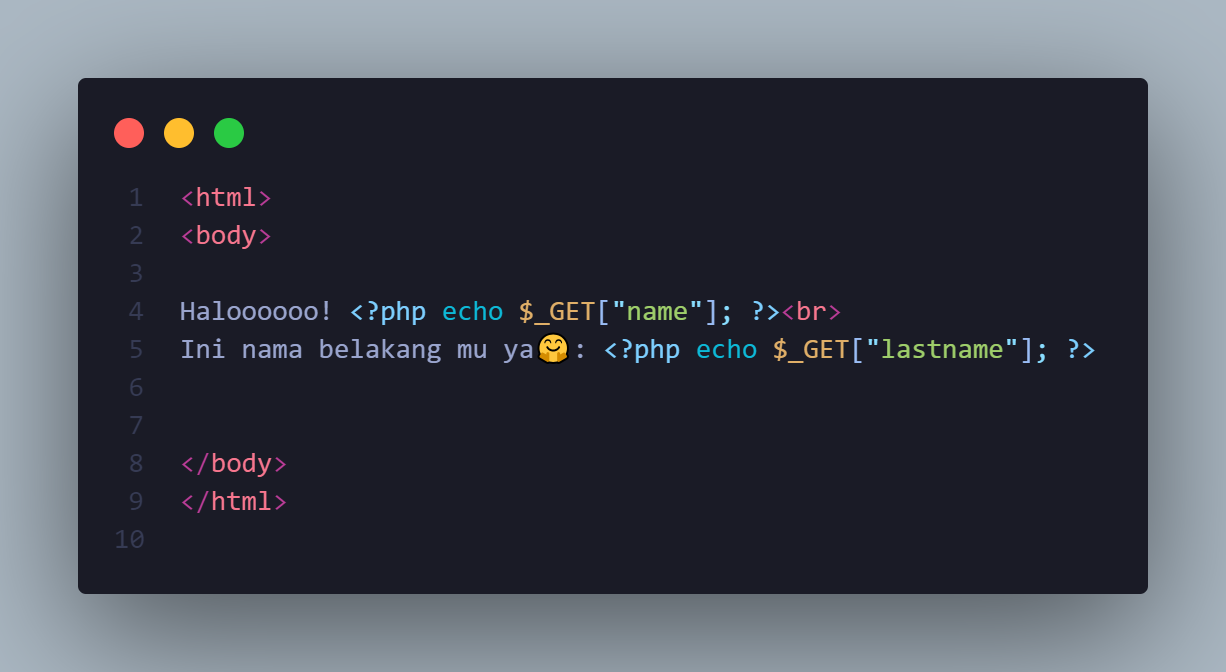 1 <html>
2 <body>
3
4 Haloooooo! <?php echo $_GET["name"]; ?><br>
5 Ini nama belakang mu ya🤗: <?php echo $_GET["lastname"]; ?>
6
7
8 </body>
9 </html>
10